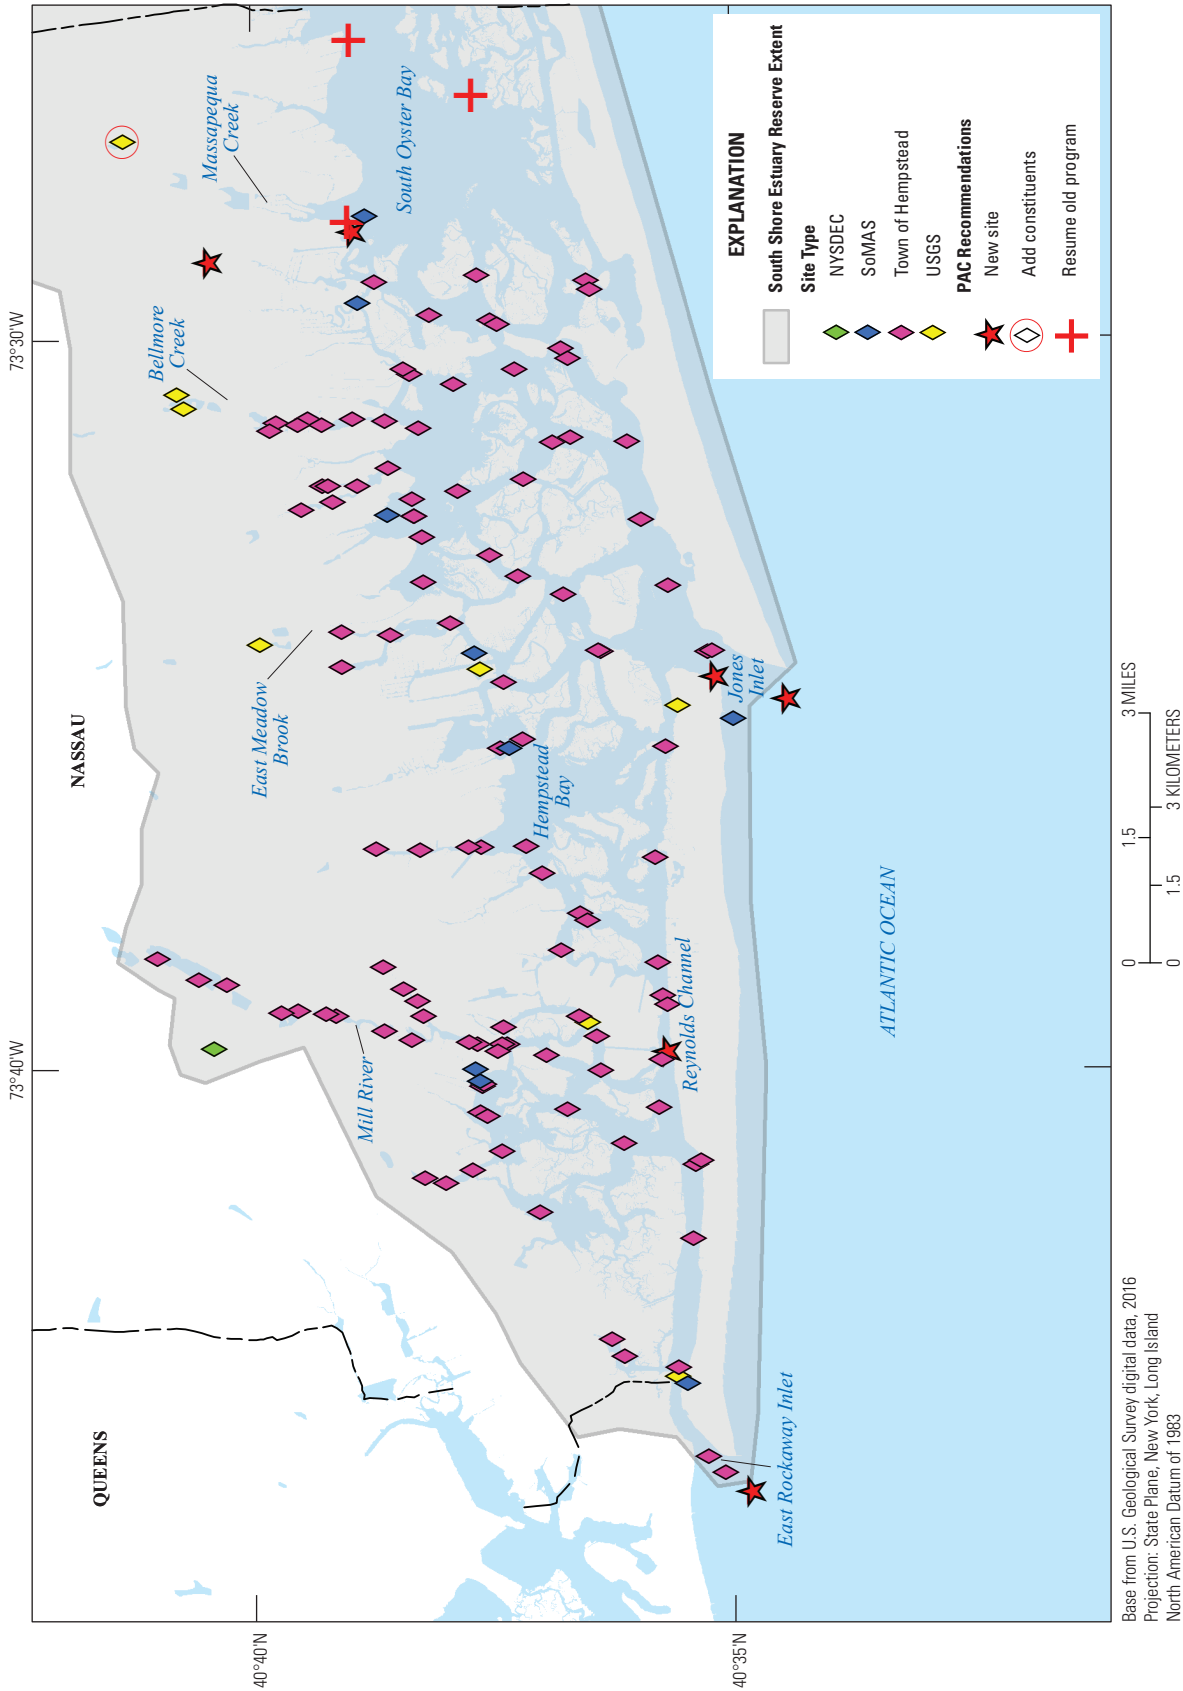 73°40'W
73°30'W
40°40'N
40°35'N
QUEENS
NASSAU
Massapequa
Creek
Bellmore
Creek
East Meadow
Brook
Mill River
South Oyster Bay
Hempstead
Bay
Jones
Inlet
Reynolds Channel
East Rockaway Inlet
ATLANTIC OCEAN
EXPLANATION
South Shore Estuary Reserve Extent
Site Type
NYSDEC
SoMAS
Town of Hempstead
USGS
PAC Recommendations
New site
Add constituents
Resume old program
0 1.5 3 MILES
0 1.5 3 KILOMETERS
Base from U.S. Geological Survey digital data, 2016
Projection: State Plane, New York, Long Island
North American Datum of 1983